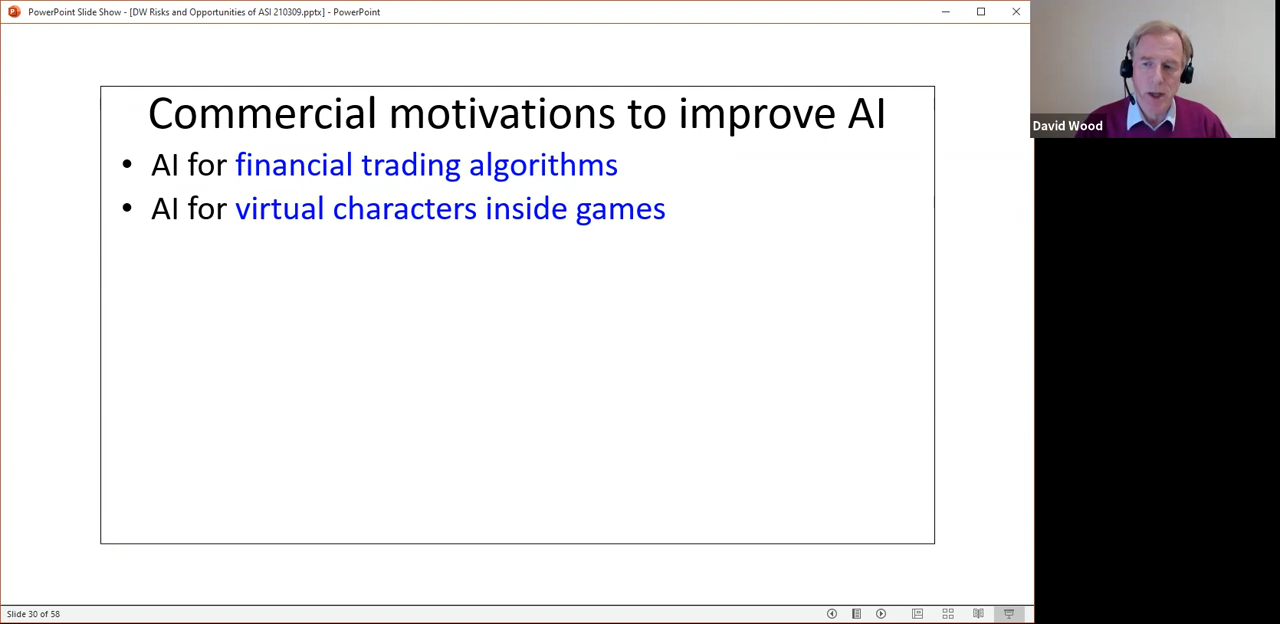 PowerPoint Slide Show - [DW Risks and Opportunities of ASI 210309.pptx] - PowerPoint
David Wood
Commercial motivations to improve AI
• AI for financial trading algorithms
• AI for virtual characters inside games
Slide 30 of 58